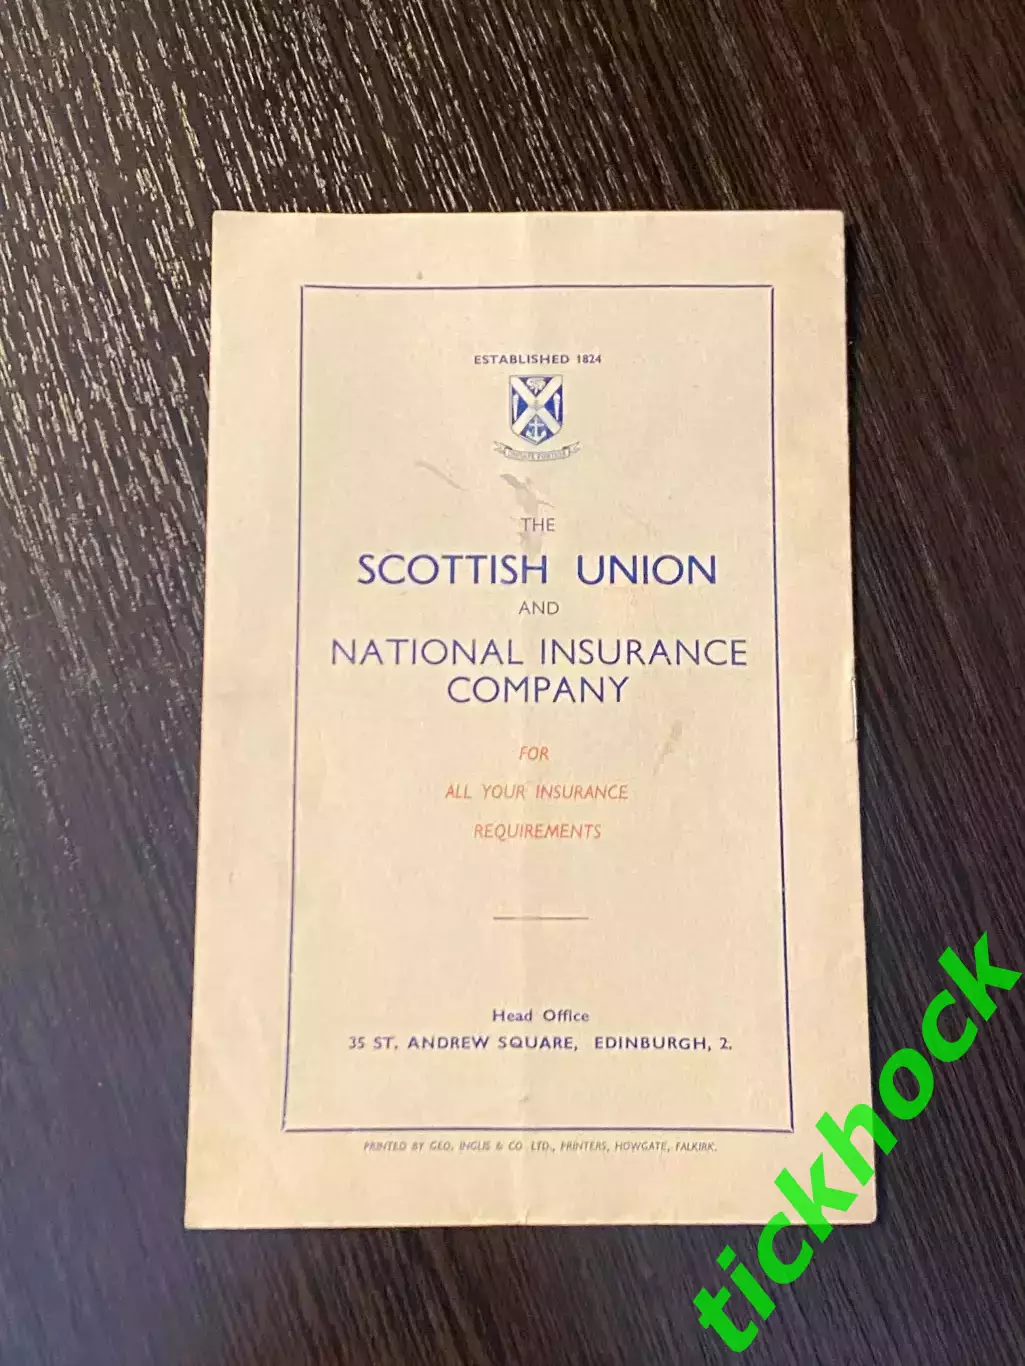 ESTABLISHED 1824
THE
SCOTTISH UNION
AND
NATIONAL INSURANCE
COMPANY
FOR
ALL YOUR INSURANCE
REQUIREMENTS
Head Office
35 ST. ANDREW SQUARE, EDINBURGH, 2.
PRINTED BY GEO. INGLIS & CO. LTD., PRINTERS, HOWGATE, FALKIRK.
tickhock